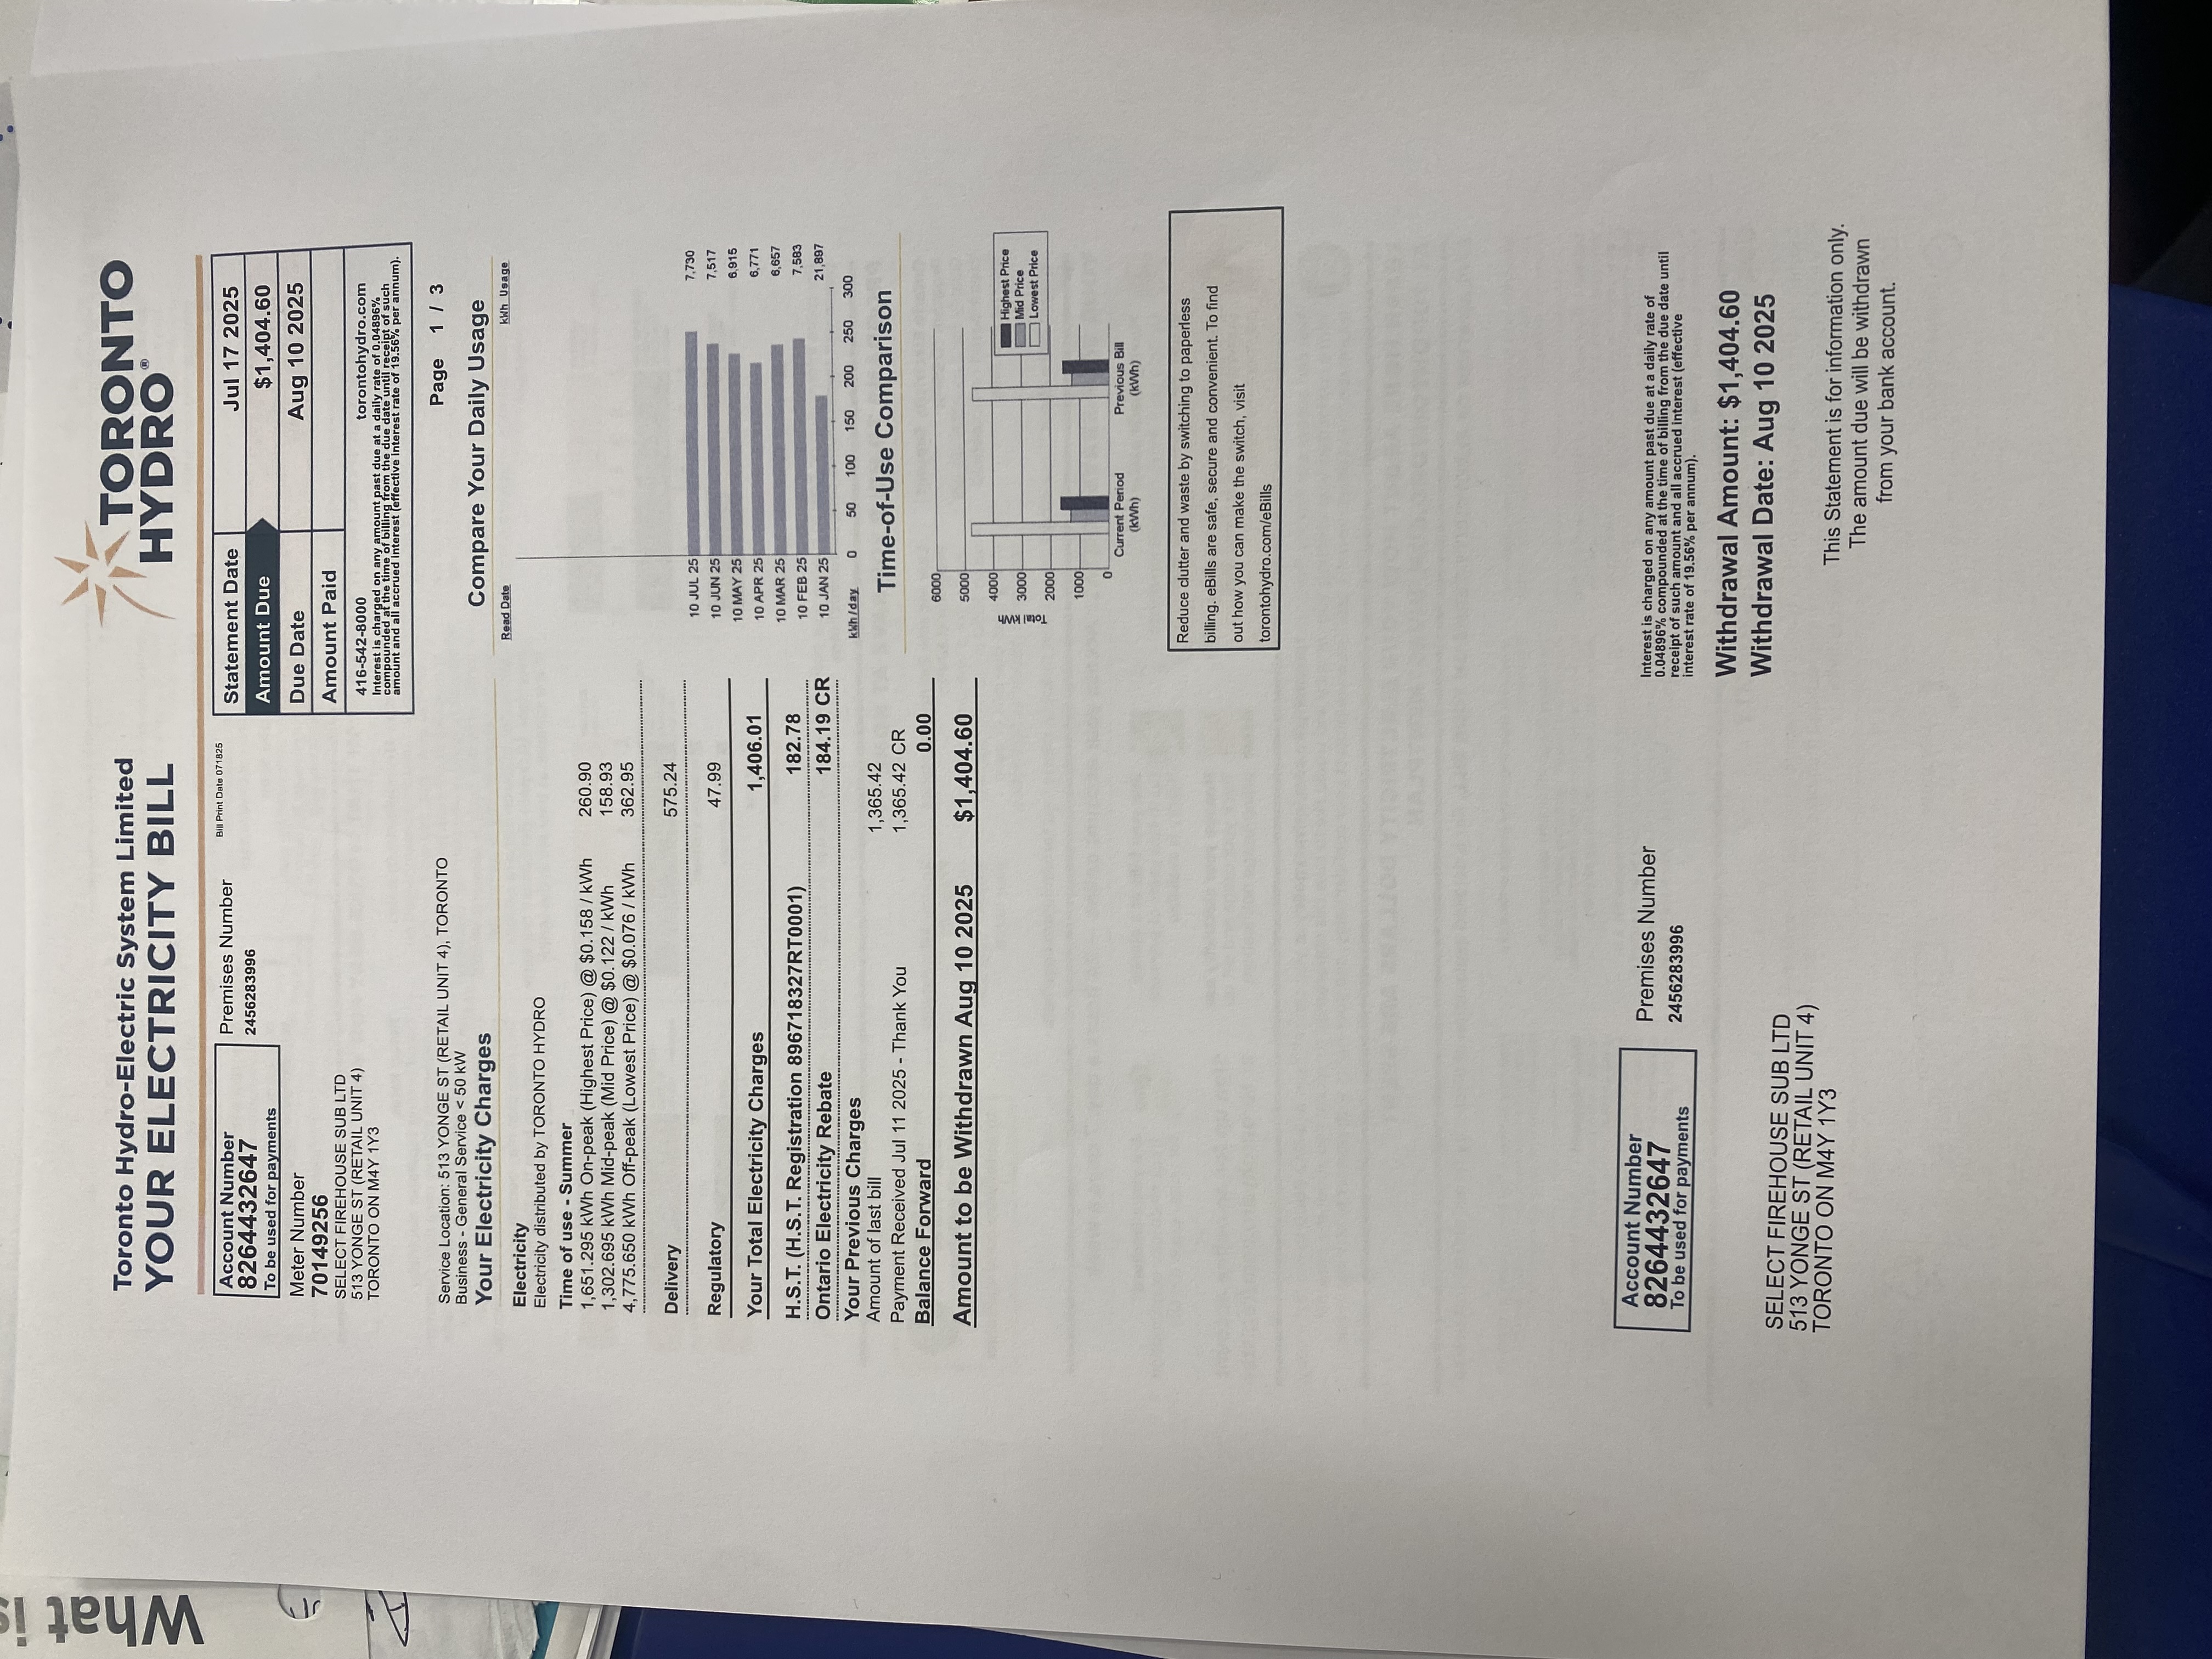 What is
Toronto Hydro-Electric System Limited
YOUR ELECTRICITY BILL
TORONTO
HYDRO®
Account Number
8264432647
To be used for payments
Premises Number
2456283996
Bill Print Date 071825
Meter Number
70149256
SELECT FIREHOUSE SUB LTD
513 YONGE ST (RETAIL UNIT 4)
TORONTO ON M4Y 1Y3
Statement Date Jul 17 2025
Amount Due $1,404.60
Due Date Aug 10 2025
Amount Paid
416-542-8000 torontohydro.com
Interest is charged on any amount past due at a daily rate of 0.04896%
compounded at the time of billing from the due date until receipt of such
amount and all accrued interest (effective interest rate of 19.56% per annum).
Page 1 / 3
Service Location: 513 YONGE ST (RETAIL UNIT 4), TORONTO
Business - General Service < 50 kW
Your Electricity Charges
Electricity
Electricity distributed by TORONTO HYDRO
Time of use - Summer
1,651.295 kWh On-peak (Highest Price) @ $0.158 / kWh 260.90
1,302.695 kWh Mid-peak (Mid Price) @ $0.122 / kWh 158.93
4,775.650 kWh Off-peak (Lowest Price) @ $0.076 / kWh 362.95
Delivery 575.24
Regulatory 47.99
Your Total Electricity Charges 1,406.01
H.S.T. (H.S.T. Registration 896718327RT0001) 182.78
Ontario Electricity Rebate 184.19 CR
Your Previous Charges
Amount of last bill 1,365.42
Payment Received Jul 11 2025 - Thank You 1,365.42 CR
Balance Forward 0.00
Amount to be Withdrawn Aug 10 2025 $1,404.60
Compare Your Daily Usage
Read Date kWh Usage
10 JUL 25 7,730
10 JUN 25 7,517
10 MAY 25 6,915
10 APR 25 6,771
10 MAR 25 6,657
10 FEB 25 7,583
10 JAN 25 21,897
kWh/day 0 50 100 150 200 250 300
Time-of-Use Comparison
6000
5000
4000
3000
2000
1000
0
Total kWh
Highest Price
Mid Price
Lowest Price
Current Period Previous Bill
(kWh) (kWh)
Reduce clutter and waste by switching to paperless
billing. eBills are safe, secure and convenient. To find
out how you can make the switch, visit
torontohydro.com/eBills
Account Number
8264432647
To be used for payments
Premises Number
2456283996
Interest is charged on any amount past due at a daily rate of
0.04896% compounded at the time of billing from the due date until
receipt of such amount and all accrued interest (effective
interest rate of 19.56% per annum).
Withdrawal Amount: $1,404.60
Withdrawal Date: Aug 10 2025
SELECT FIREHOUSE SUB LTD
513 YONGE ST (RETAIL UNIT 4)
TORONTO ON M4Y 1Y3
This Statement is for information only.
The amount due will be withdrawn
from your bank account.